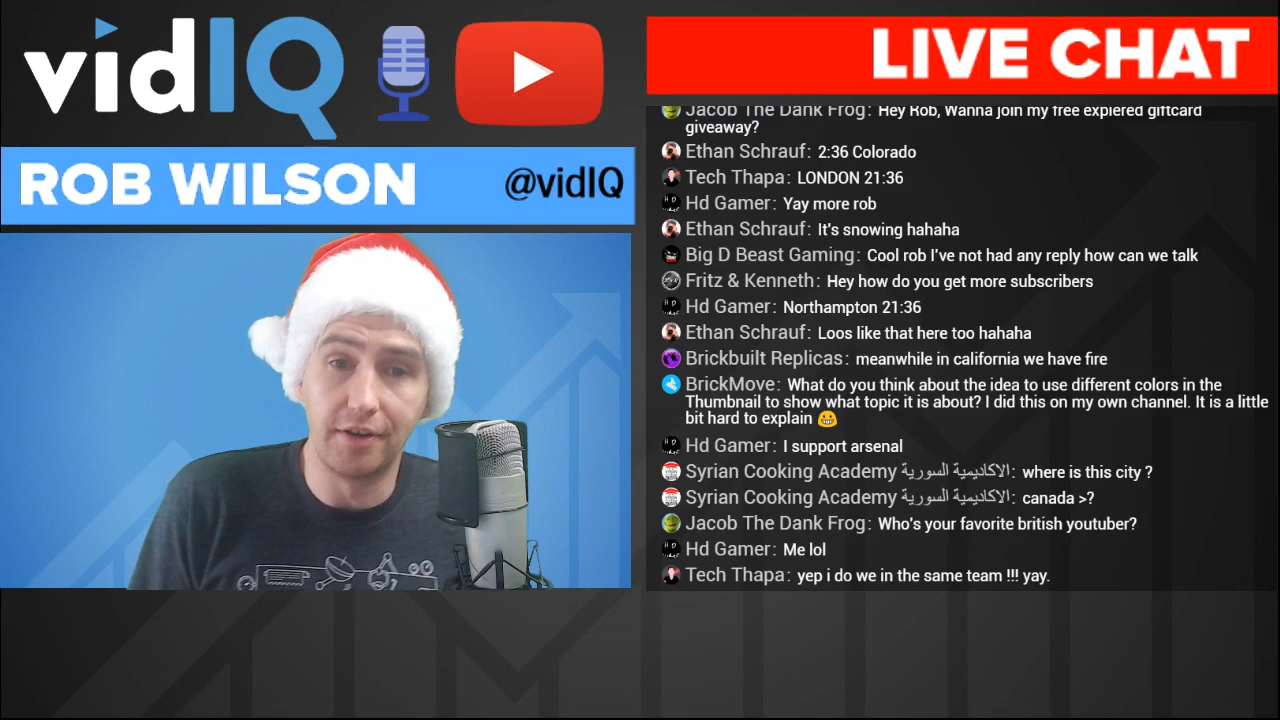 vidIQ
ROB WILSON
@vidIQ
LIVE CHAT
Jacob The Dank Frog: Hey Rob, Wanna join my free expiered giftcard
giveaway?
Ethan Schrauf: 2:36 Colorado
Tech Thapa: LONDON 21:36
Hd Gamer: Yay more rob
Ethan Schrauf: It's snowing hahaha
Big D Beast Gaming: Cool rob I've not had any reply how can we talk
Fritz & Kenneth: Hey how do you get more subscribers
Hd Gamer: Northampton 21:36
Ethan Schrauf: Loos like that here too hahaha
Brickbuilt Replicas: meanwhile in california we have fire
BrickMove: What do you think about the idea to use different colors in the
Thumbnail to show what topic it is about? I did this on my own channel. It is a little
bit hard to explain 😬
Hd Gamer: I support arsenal
Syrian Cooking Academy الاكاديمية السورية: where is this city ?
Syrian Cooking Academy الاكاديمية السورية: canada >?
Jacob The Dank Frog: Who's your favorite british youtuber?
Hd Gamer: Me lol
Tech Thapa: yep i do we in the same team !!! yay.